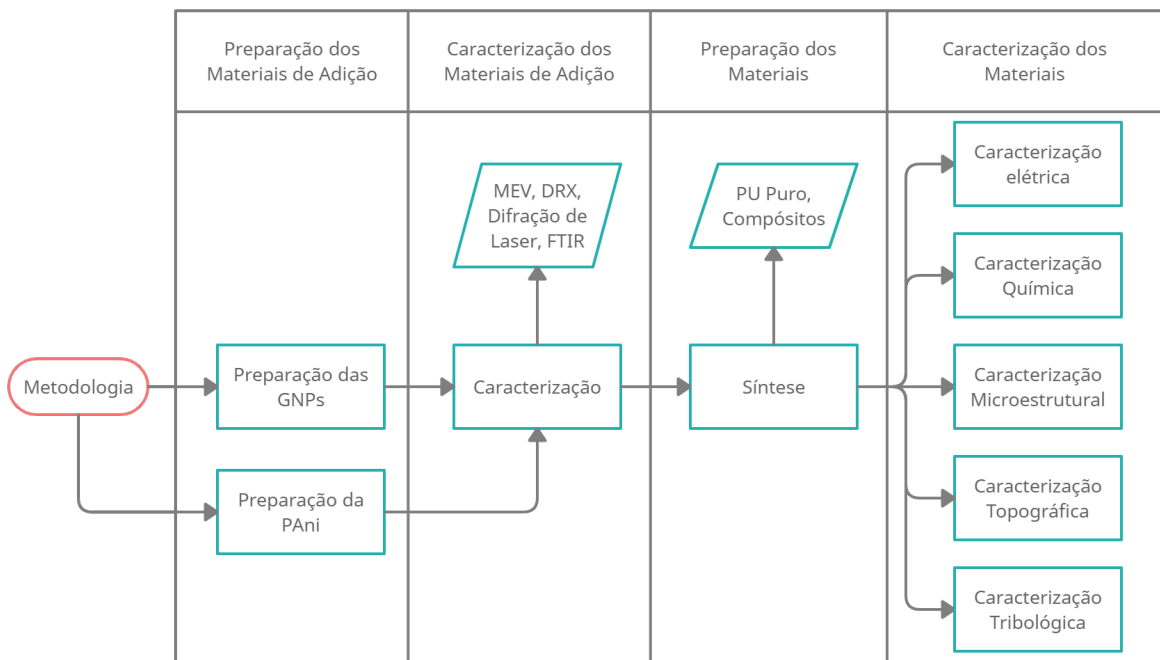 Preparação dos
Materiais de Adição
Caracterização dos
Materiais de Adição
Preparação dos
Materiais
Caracterização dos
Materiais
Metodologia
Preparação das
GNPs
Preparação da
PAni
MEV, DRX,
Difração de
Laser, FTIR
Caracterização
PU Puro,
Compósitos
Síntese
Caracterização
elétrica
Caracterização
Química
Caracterização
Microestrutural
Caracterização
Topográfica
Caracterização
Tribológica